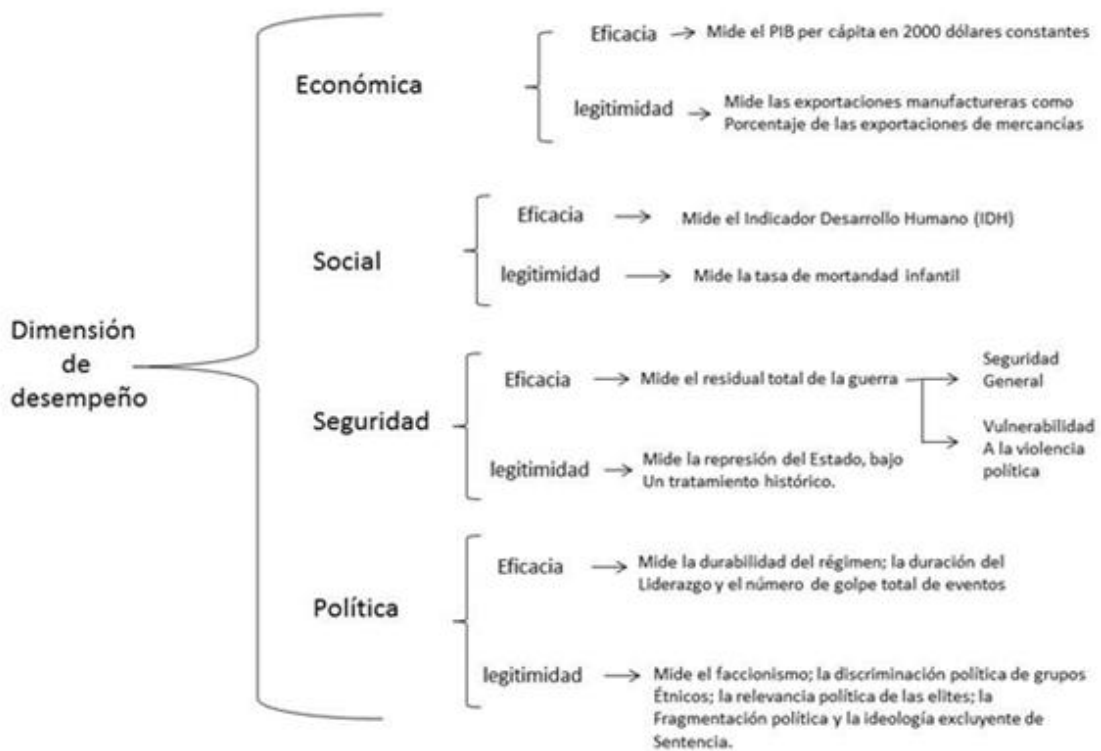 Dimensión
de
desempeño
Económica
Eficacia
Mide el PIB per cápita en 2000 dólares constantes
legitimidad
Mide las exportaciones manufactureras como
Porcentaje de las exportaciones de mercancías
Social
Eficacia
Mide el Indicador Desarrollo Humano (IDH)
legitimidad
Mide la tasa de mortandad infantil
Seguridad
Eficacia
Mide el residual total de la guerra
Seguridad
General
Vulnerabilidad
A la violencia
política
legitimidad
Mide la represión del Estado, bajo
Un tratamiento histórico.
Política
Eficacia
Mide la durabilidad del régimen; la duración del
Liderazgo y el número de golpe total de eventos
legitimidad
Mide el faccionismo; la discriminación política de grupos
Étnicos; la relevancia política de las elites; la
Fragmentación política y la ideología excluyente de
Sentencia.